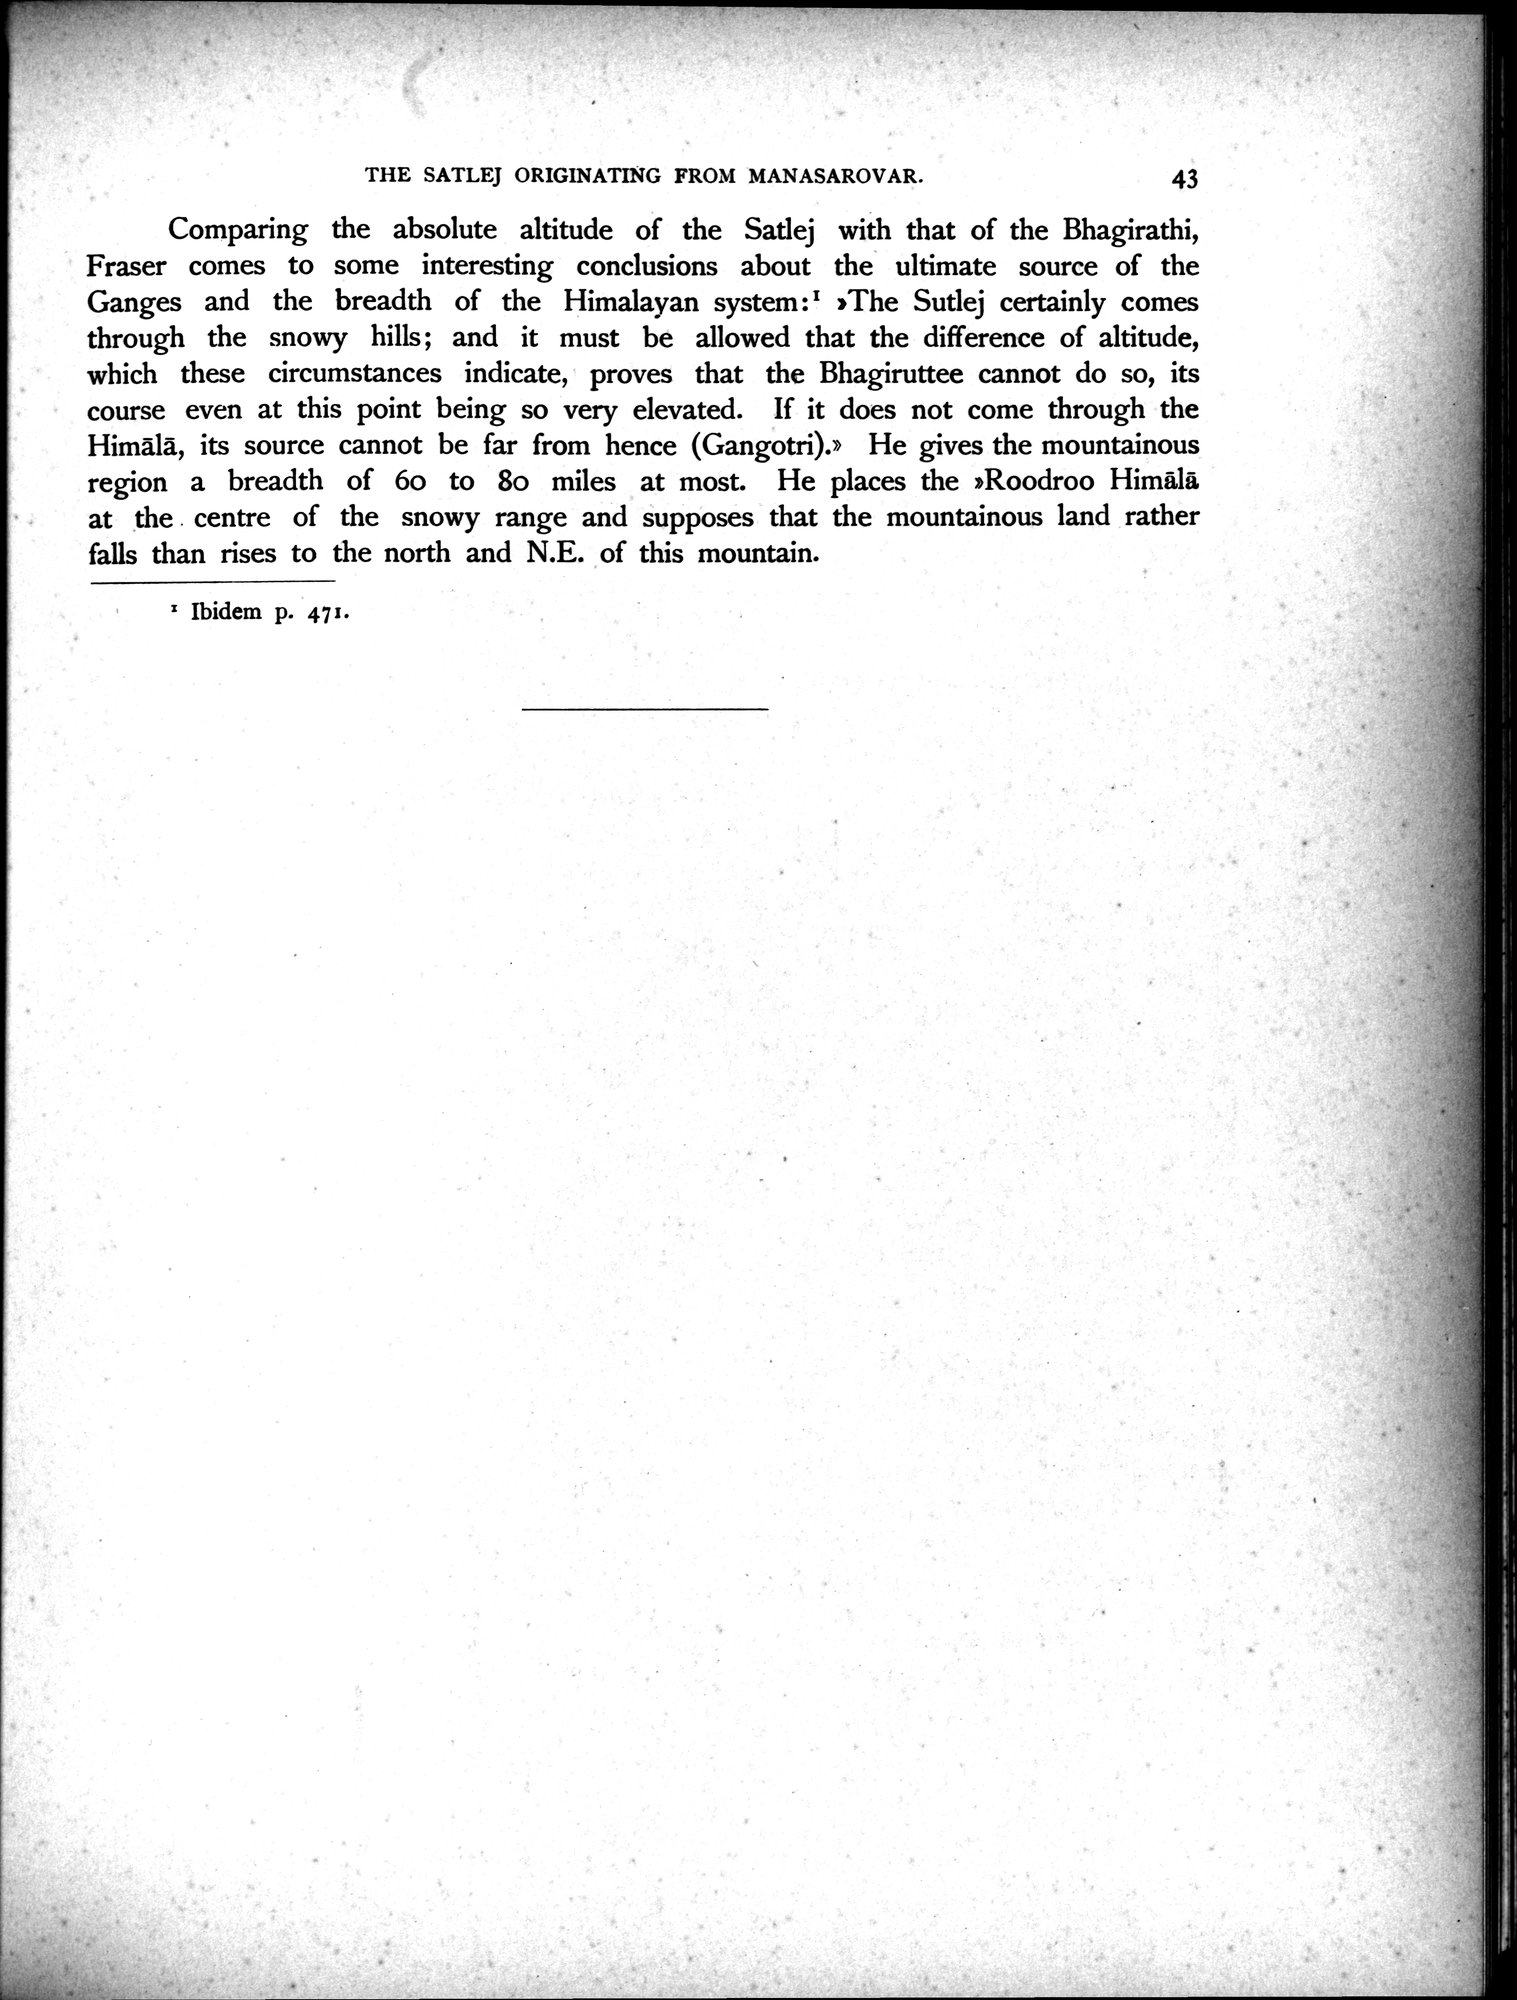 THE SATLEJ ORIGINATING FROM MANASAROVAR. 43
Comparing the absolute altitude of the Satlej with that of the Bhagirathi,
Fraser comes to some interesting conclusions about the ultimate source of the
Ganges and the breadth of the Himalayan system:¹ »The Sutlej certainly comes
through the snowy hills; and it must be allowed that the difference of altitude,
which these circumstances indicate, proves that the Bhagiruttee cannot do so, its
course even at this point being so very elevated. If it does not come through the
Himālā, its source cannot be far from hence (Gangotri).» He gives the mountainous
region a breadth of 60 to 80 miles at most. He places the »Roodroo Himālā
at the centre of the snowy range and supposes that the mountainous land rather
falls than rises to the north and N.E. of this mountain.
¹ Ibidem p. 471.